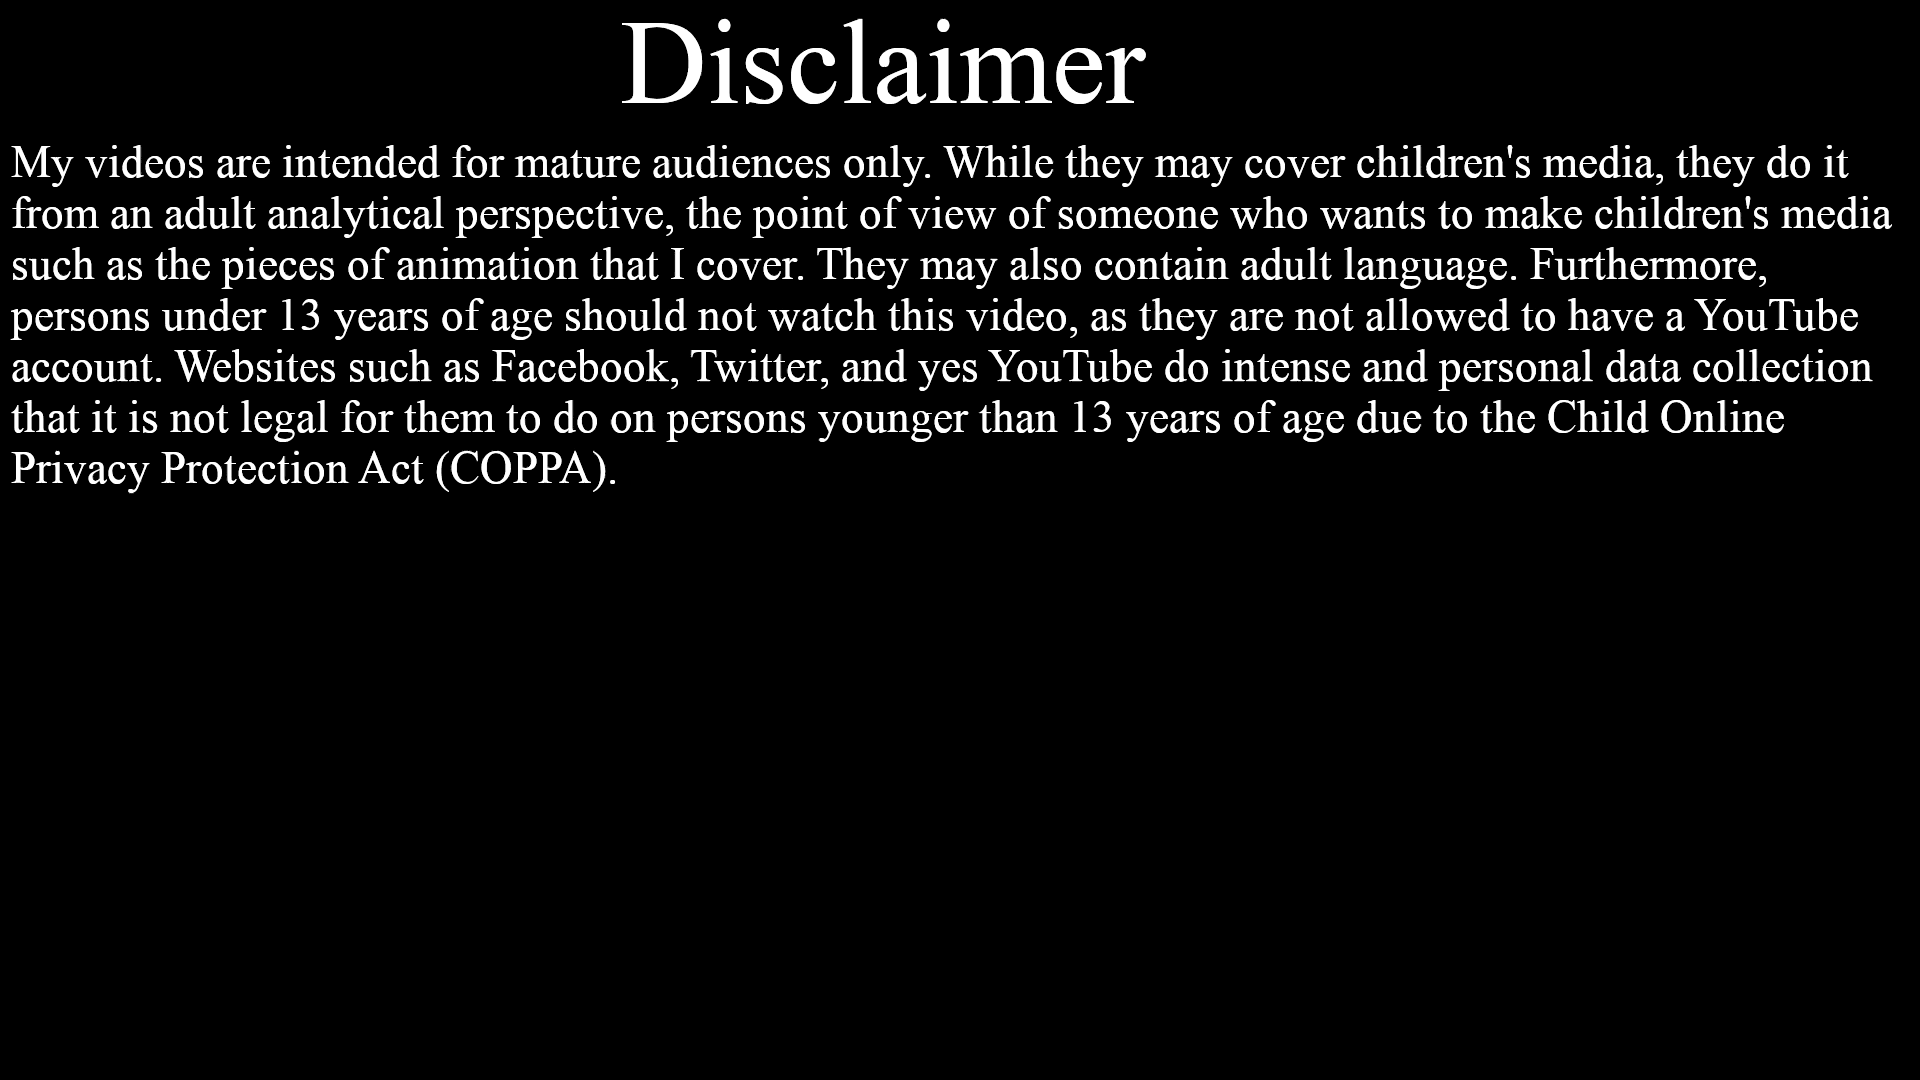 Disclaimer
My videos are intended for mature audiences only. While they may cover children's media, they do it
from an adult analytical perspective, the point of view of someone who wants to make children's media
such as the pieces of animation that I cover. They may also contain adult language. Furthermore,
persons under 13 years of age should not watch this video, as they are not allowed to have a YouTube
account. Websites such as Facebook, Twitter, and yes YouTube do intense and personal data collection
that it is not legal for them to do on persons younger than 13 years of age due to the Child Online
Privacy Protection Act (COPPA).